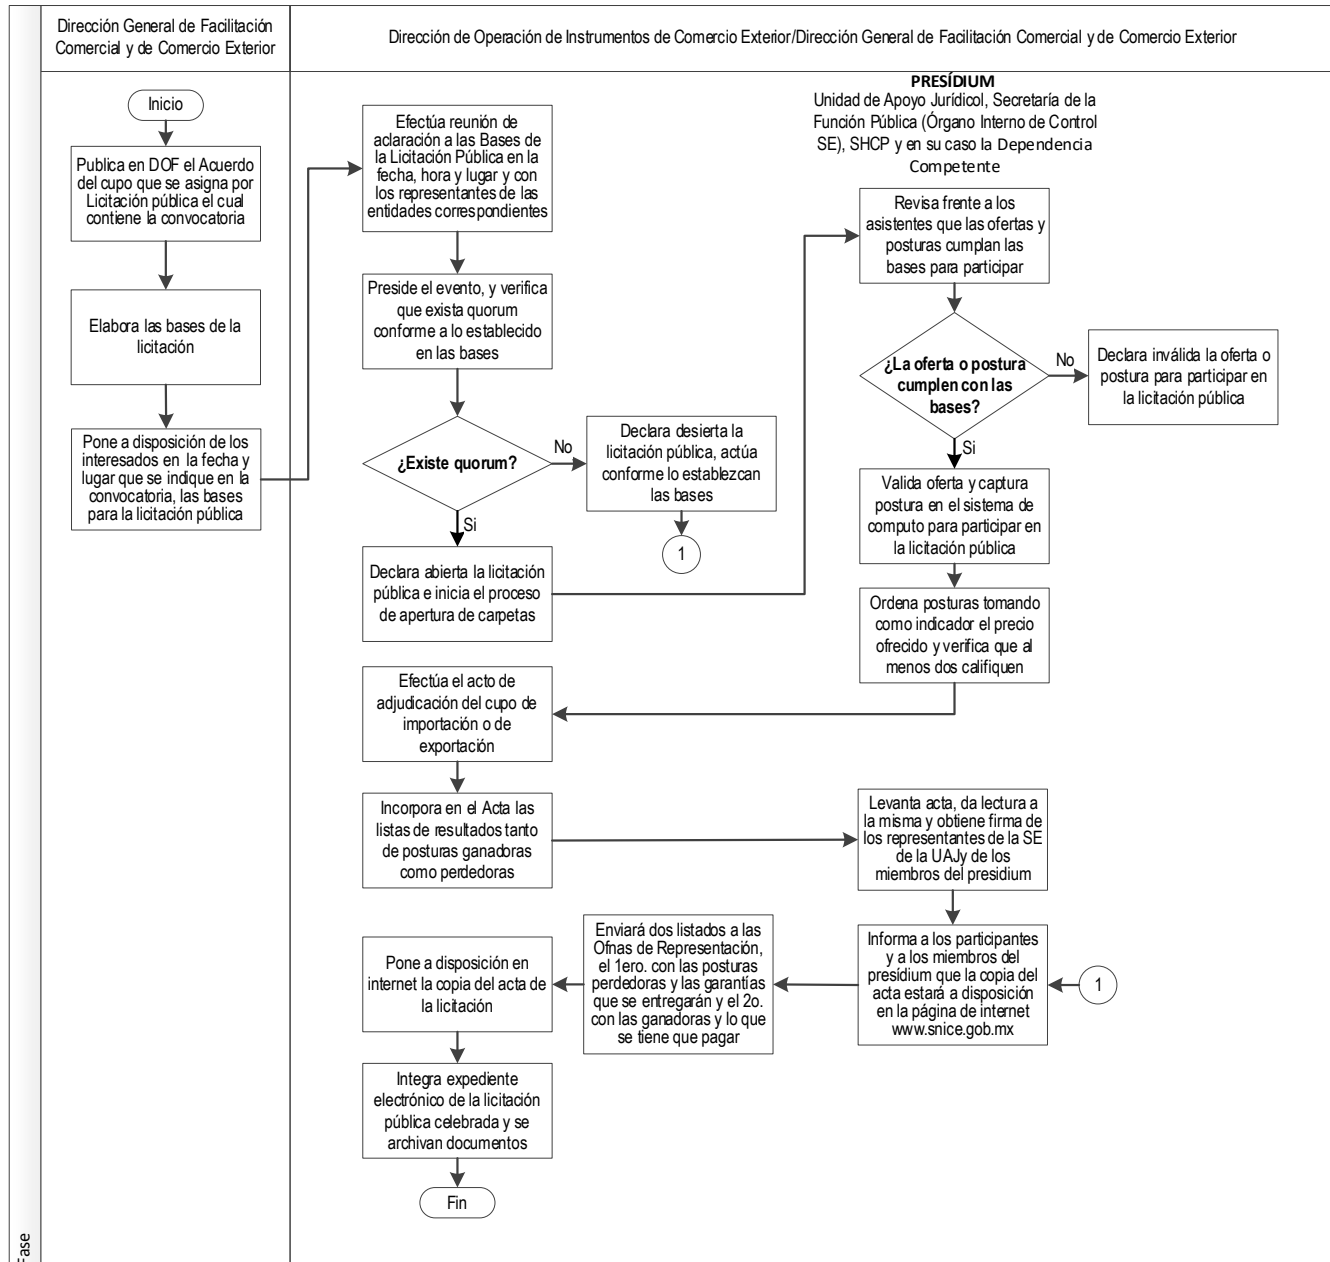 Dirección General de Facilitación
Comercial y de Comercio Exterior
Dirección de Operación de Instrumentos de Comercio Exterior/Dirección General de Facilitación Comercial y de Comercio Exterior
Inicio
Publica en DOF el Acuerdo
del cupo que se asigna por
Licitación pública el cual
contiene la convocatoria
Elabora las bases de la
licitación
Pone a disposición de los
interesados en la fecha y
lugar que se indique en la
convocatoria, las bases
para la licitación pública
Efectúa reunión de
aclaración a las Bases de
la Licitación Pública en la
fecha, hora y lugar y con
los representantes de las
entidades correspondientes
Preside el evento, y verifica
que exista quorum
conforme a lo establecido
en las bases
¿Existe quorum?
No
Declara desierta la
licitación pública, actúa
conforme lo establezcan
las bases
1
Si
Declara abierta la licitación
pública e inicia el proceso
de apertura de carpetas
PRESÍDIUM
Unidad de Apoyo Jurídicol, Secretaría de la
Función Pública (Órgano Interno de Control
SE), SHCP y en su caso la Dependencia
Competente
Revisa frente a los
asistentes que las ofertas y
posturas cumplan las
bases para participar
¿La oferta o postura
cumplen con las
bases?
No
Declara inválida la oferta o
postura para participar en
la licitación pública
Si
Valida oferta y captura
postura en el sistema de
computo para participar en
la licitación pública
Ordena posturas tomando
como indicador el precio
ofrecido y verifica que al
menos dos califiquen
Efectúa el acto de
adjudicación del cupo de
importación o de
exportación
Incorpora en el Acta las
listas de resultados tanto
de posturas ganadoras
como perdedoras
Levanta acta, da lectura a
la misma y obtiene firma de
los representantes de la SE
de la UAJy de los
miembros del presidium
Informa a los participantes
y a los miembros del
presídium que la copia del
acta estará a disposición
en la página de internet
www.snice.gob.mx
1
Enviará dos listados a las
Ofnas de Representación,
el 1ero. con las posturas
perdedoras y las garantías
que se entregarán y el 2o.
con las ganadoras y lo que
se tiene que pagar
Pone a disposición en
internet la copia del acta de
la licitación
Integra expediente
electrónico de la licitación
pública celebrada y se
archivan documentos
Fin
Fase